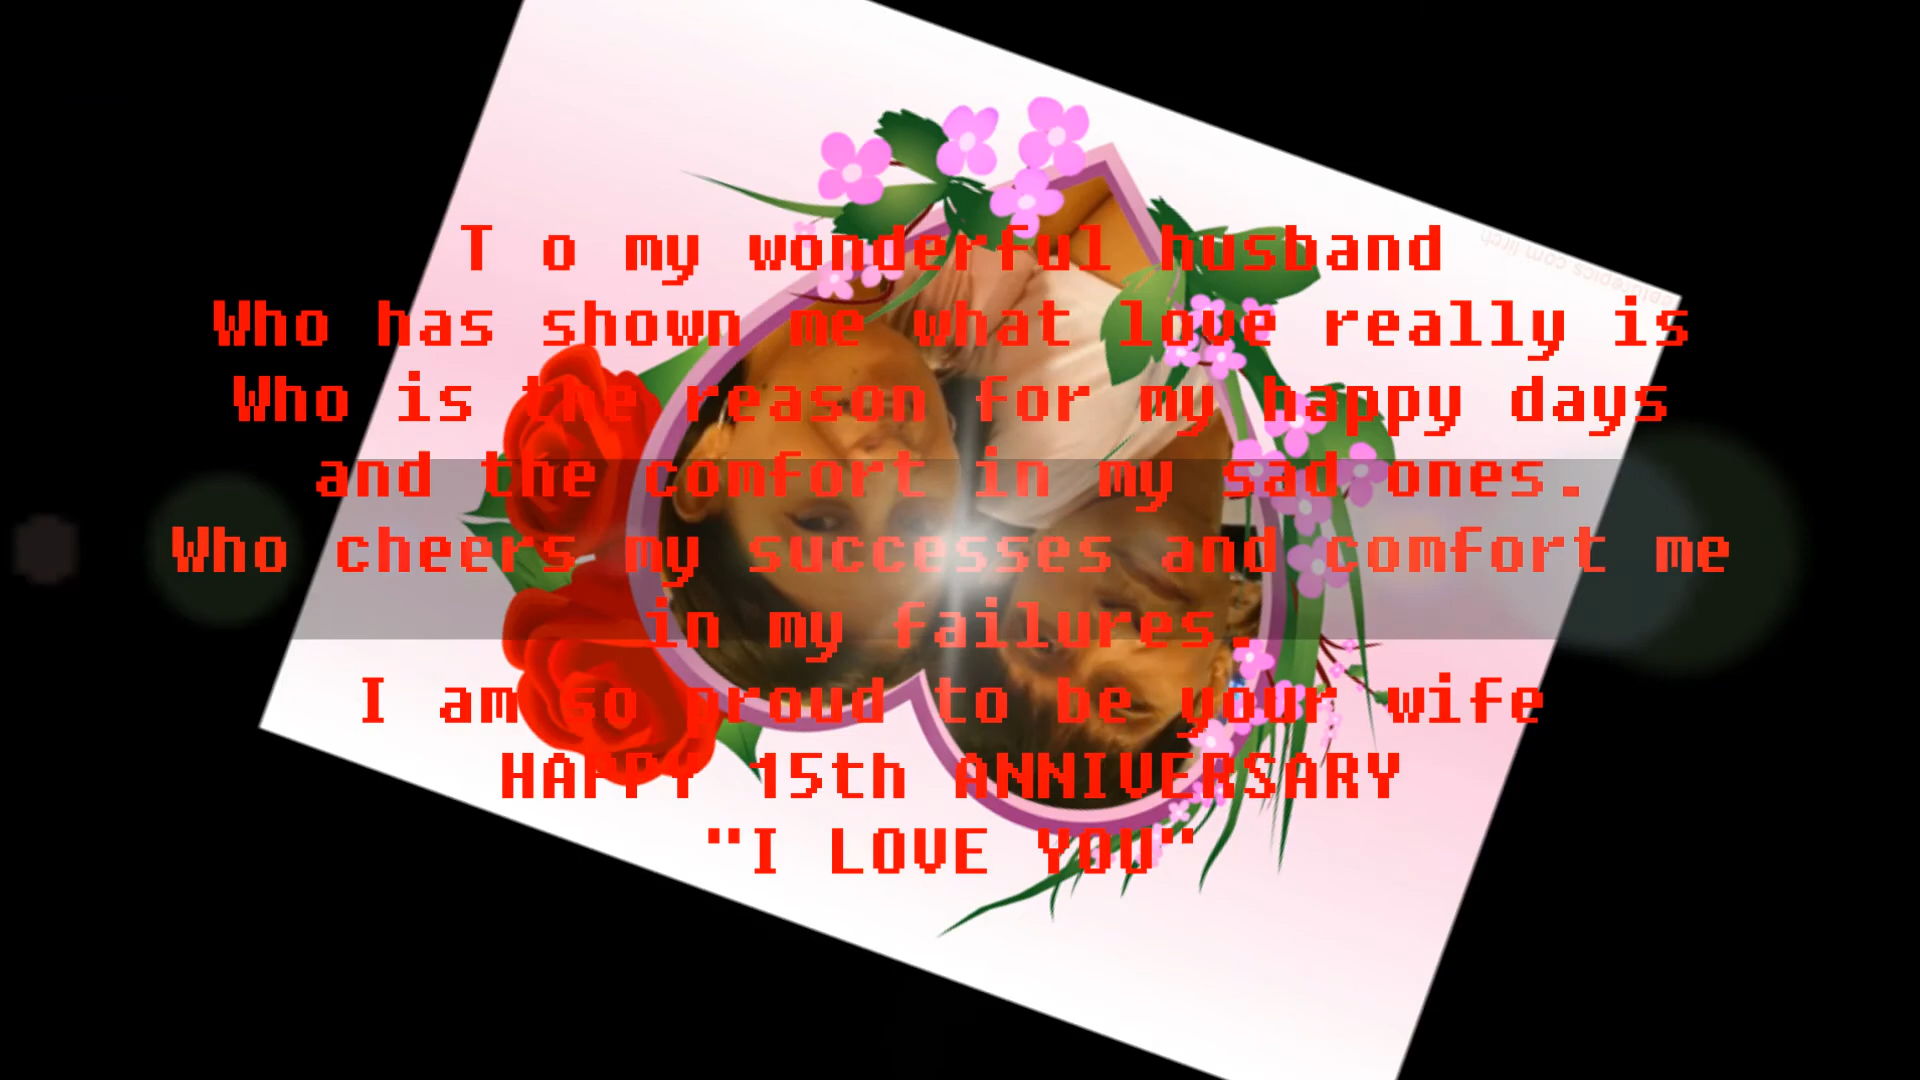 T o my wonderful husband
Who has shown me what love really is
Who is the reason for my happy days
and the comfort in my sad ones.
Who cheers my successes and comfort me
in my failures.
I am so proud to be your wife
HAPPY 15th ANNIVERSARY
"I LOVE YOU"